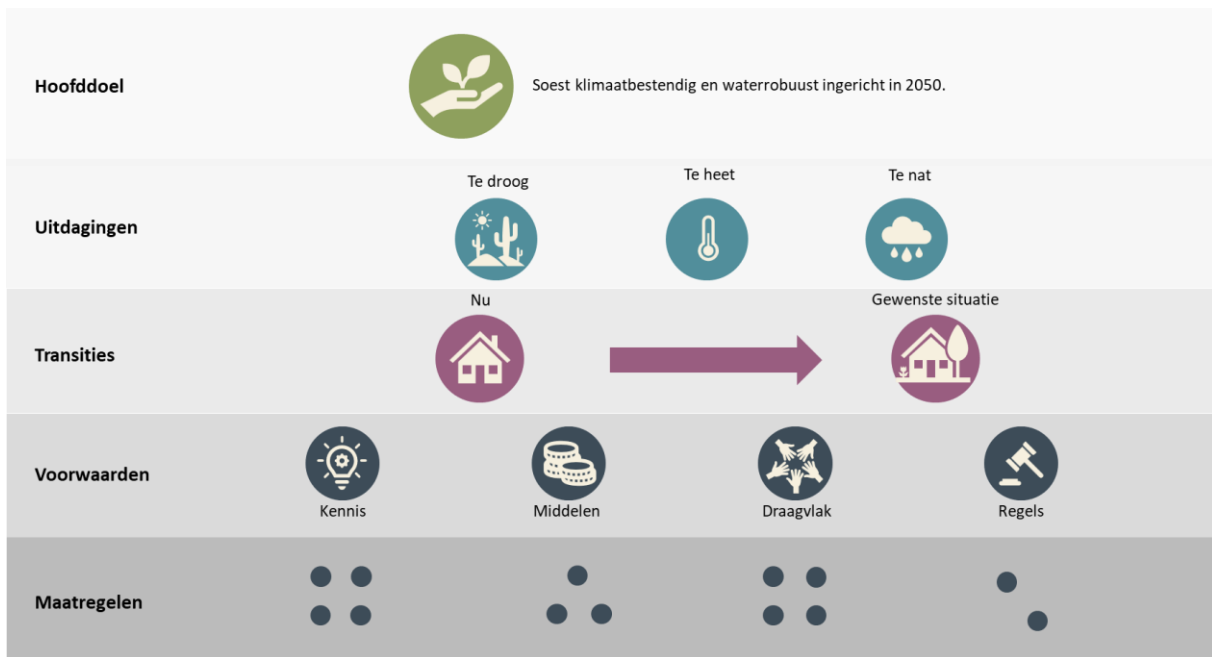 Hoofddoel
Soest klimaatbestendig en waterrobuust ingericht in 2050.
Uitdagingen
Te droog
Te heet
Te nat
Transities
Nu
Gewenste situatie
Voorwaarden
Kennis
Middelen
Draagvlak
Regels
Maatregelen